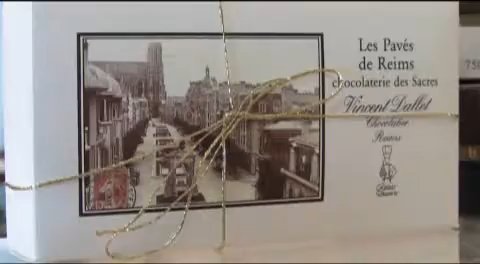 Les Pavés
de Reims
chocolaterie des Sacres
Vincent Dallet
Chocolatier
Reims